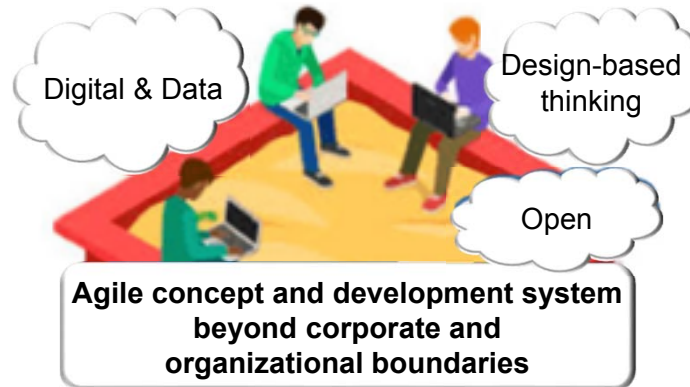 Digital & Data
Design-based
thinking
Open
Agile concept and development system
beyond corporate and
organizational boundaries